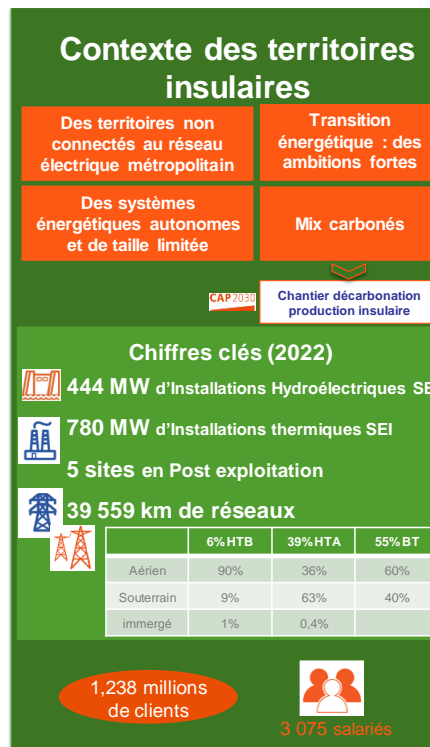 Contexte des territoires
insulaires
Des territoires non
connectés au réseau
électrique métropolitain
Transition
énergétique : des
ambitions fortes
Des systèmes
énergétiques autonomes
et de taille limitée
Mix carbonés
CAP 2030
Chantier décarbonation
production insulaire
Chiffres clés (2022)
444 MW d'Installations Hydroélectriques SE
780 MW d'Installations thermiques SEI
5 sites en Post exploitation
39 559 km de réseaux
6%HTB 39%HTA 55%BT
Aérien 90% 36% 60%
Souterrain 9% 63% 40%
immergé 1% 0,4%
1,238 millions
de clients
3 075 salariés